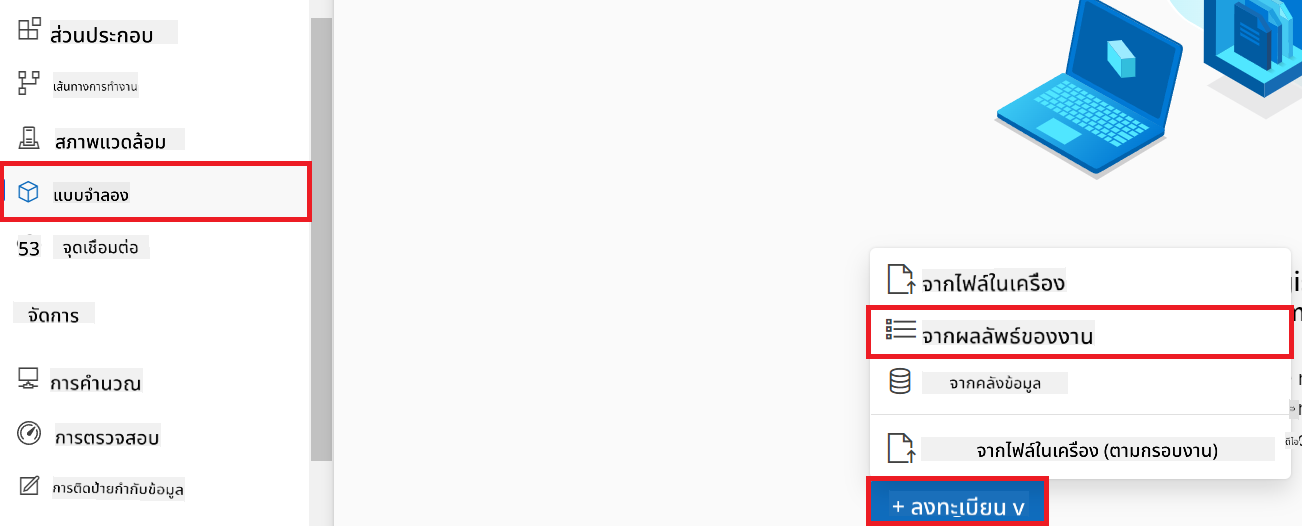 ส่วนประกอบ
เส้นทางการทำงาน
สภาพแวดล้อม
แบบจำลอง
53 จุดเชื่อมต่อ
จัดการ
การคำนวณ
การตรวจสอบ
การติดป้ายกำกับข้อมูล
จากไฟล์ในเครื่อง
จากผลลัพธ์ของงาน
จากคลังข้อมูล
จากไฟล์ในเครื่อง (ตามกรอบงาน)
+ ลงทะเบียน v